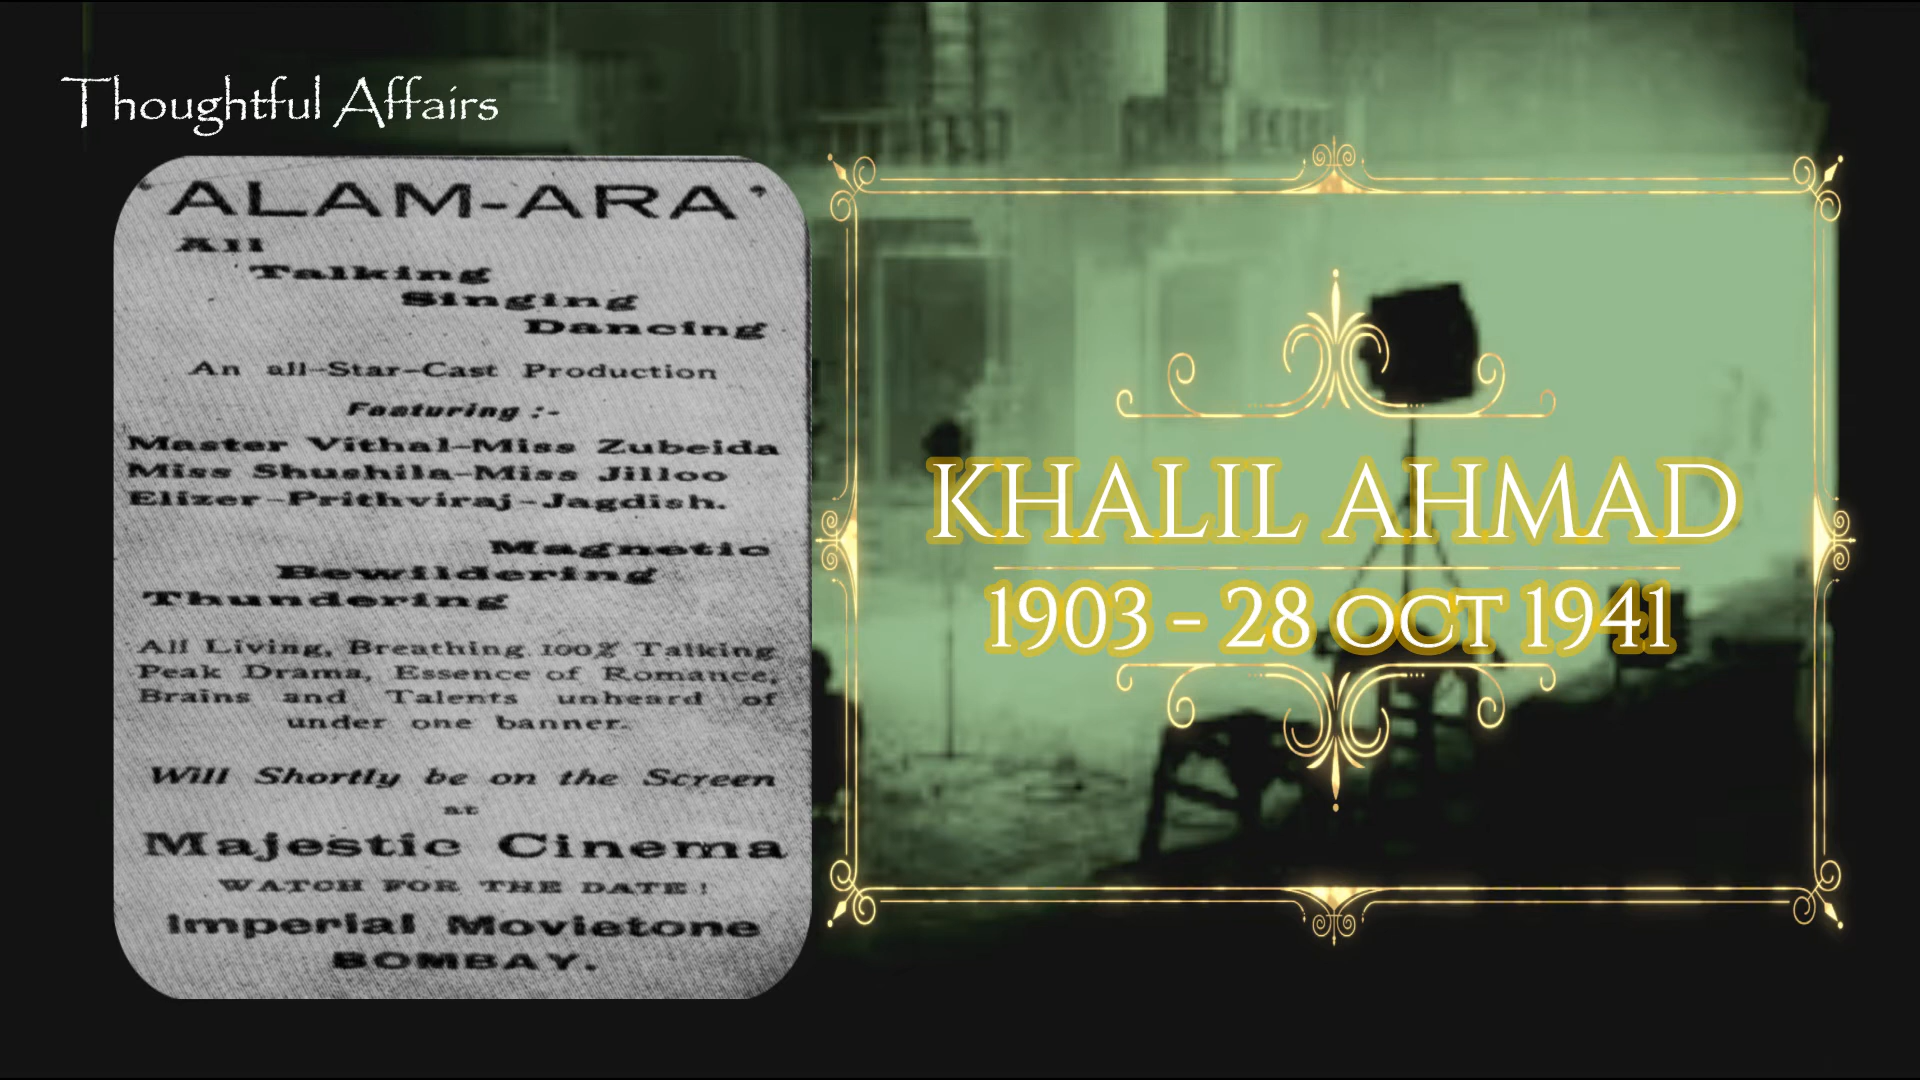 Thoughtful Affairs
'ALAM-ARA'
All
Talking
Singing
Dancing
An all-Star-Cast Production
Featuring :-
Master Vithal-Miss Zubeida
Miss Shushila-Miss Jilloo
Elizer-Prithviraj-Jagdish.
Magnetic
Bewildering
Thundering
All Living, Breathing 100% Talking
Peak Drama, Essence of Romance,
Brains and Talents unheard of
under one banner.
Will Shortly be on the Screen
at
Majestic Cinema
WATCH FOR THE DATE!
Imperial Movietone
BOMBAY.
KHALIL AHMAD
1903 - 28 OCT 1941